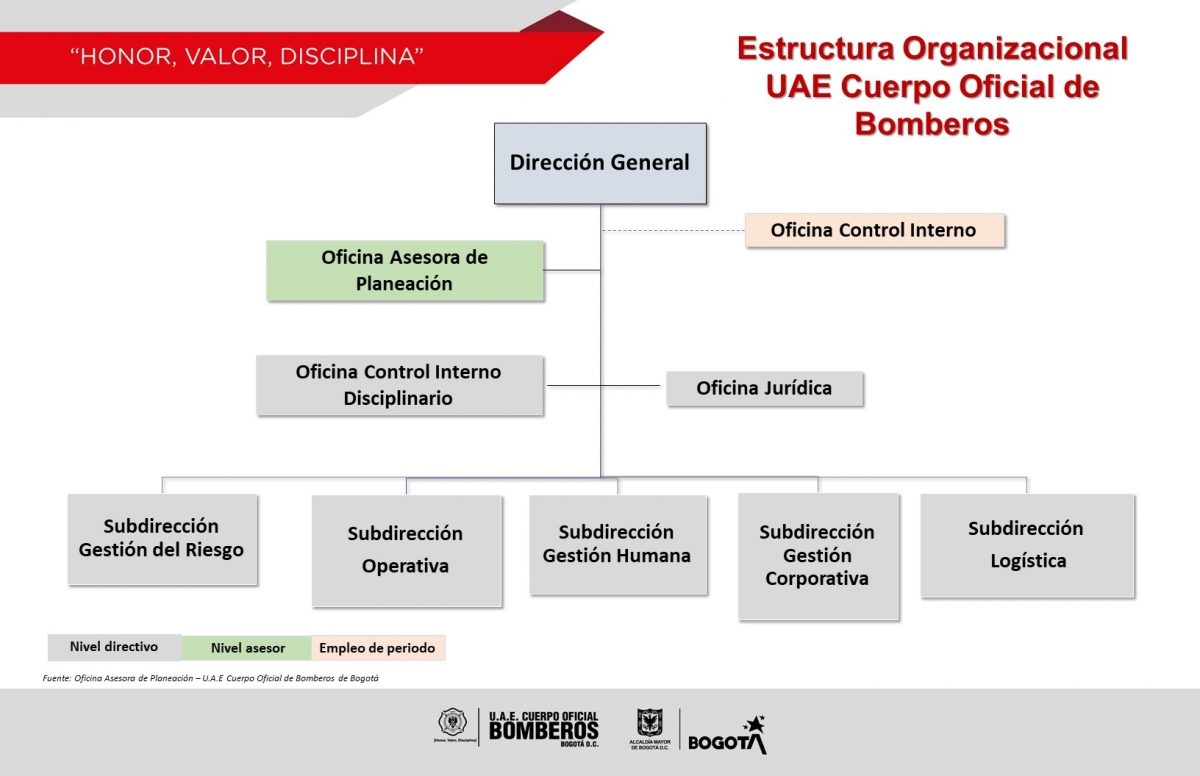 “HONOR, VALOR, DISCIPLINA”
Estructura Organizacional
UAE Cuerpo Oficial de
Bomberos
Dirección General
Oficina Control Interno
Oficina Asesora de
Planeación
Oficina Control Interno
Disciplinario
Oficina Jurídica
Subdirección
Gestión del Riesgo
Subdirección
Operativa
Subdirección
Gestión Humana
Subdirección
Gestión
Corporativa
Subdirección
Logística
Nivel directivo
Nivel asesor
Empleo de periodo
Fuente: Oficina Asesora de Planeación – U.A.E Cuerpo Oficial de Bomberos de Bogotá
[Honor, Valor, Disciplina]
U.A.E. CUERPO OFICIAL
BOMBEROS
BOGOTÁ D.C.
ALCALDÍA MAYOR
DE BOGOTÁ D.C.
BOGOTÁ